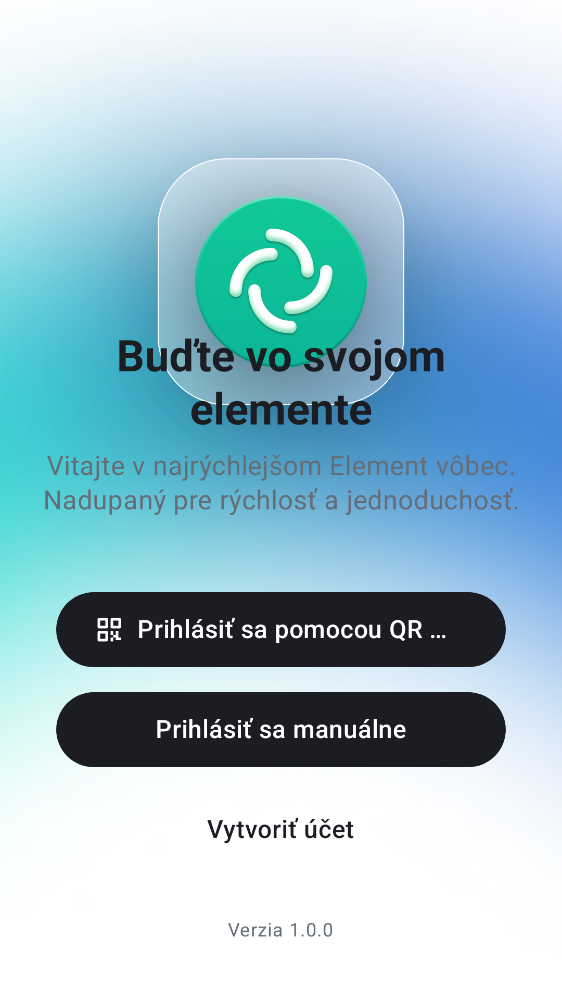 Buďte vo svojom
elemente
Vitajte v najrýchlejšom Element vôbec.
Nadupaný pre rýchlosť a jednoduchosť.
Prihlásiť sa pomocou QR …
Prihlásiť sa manuálne
Vytvoriť účet
Verzia 1.0.0